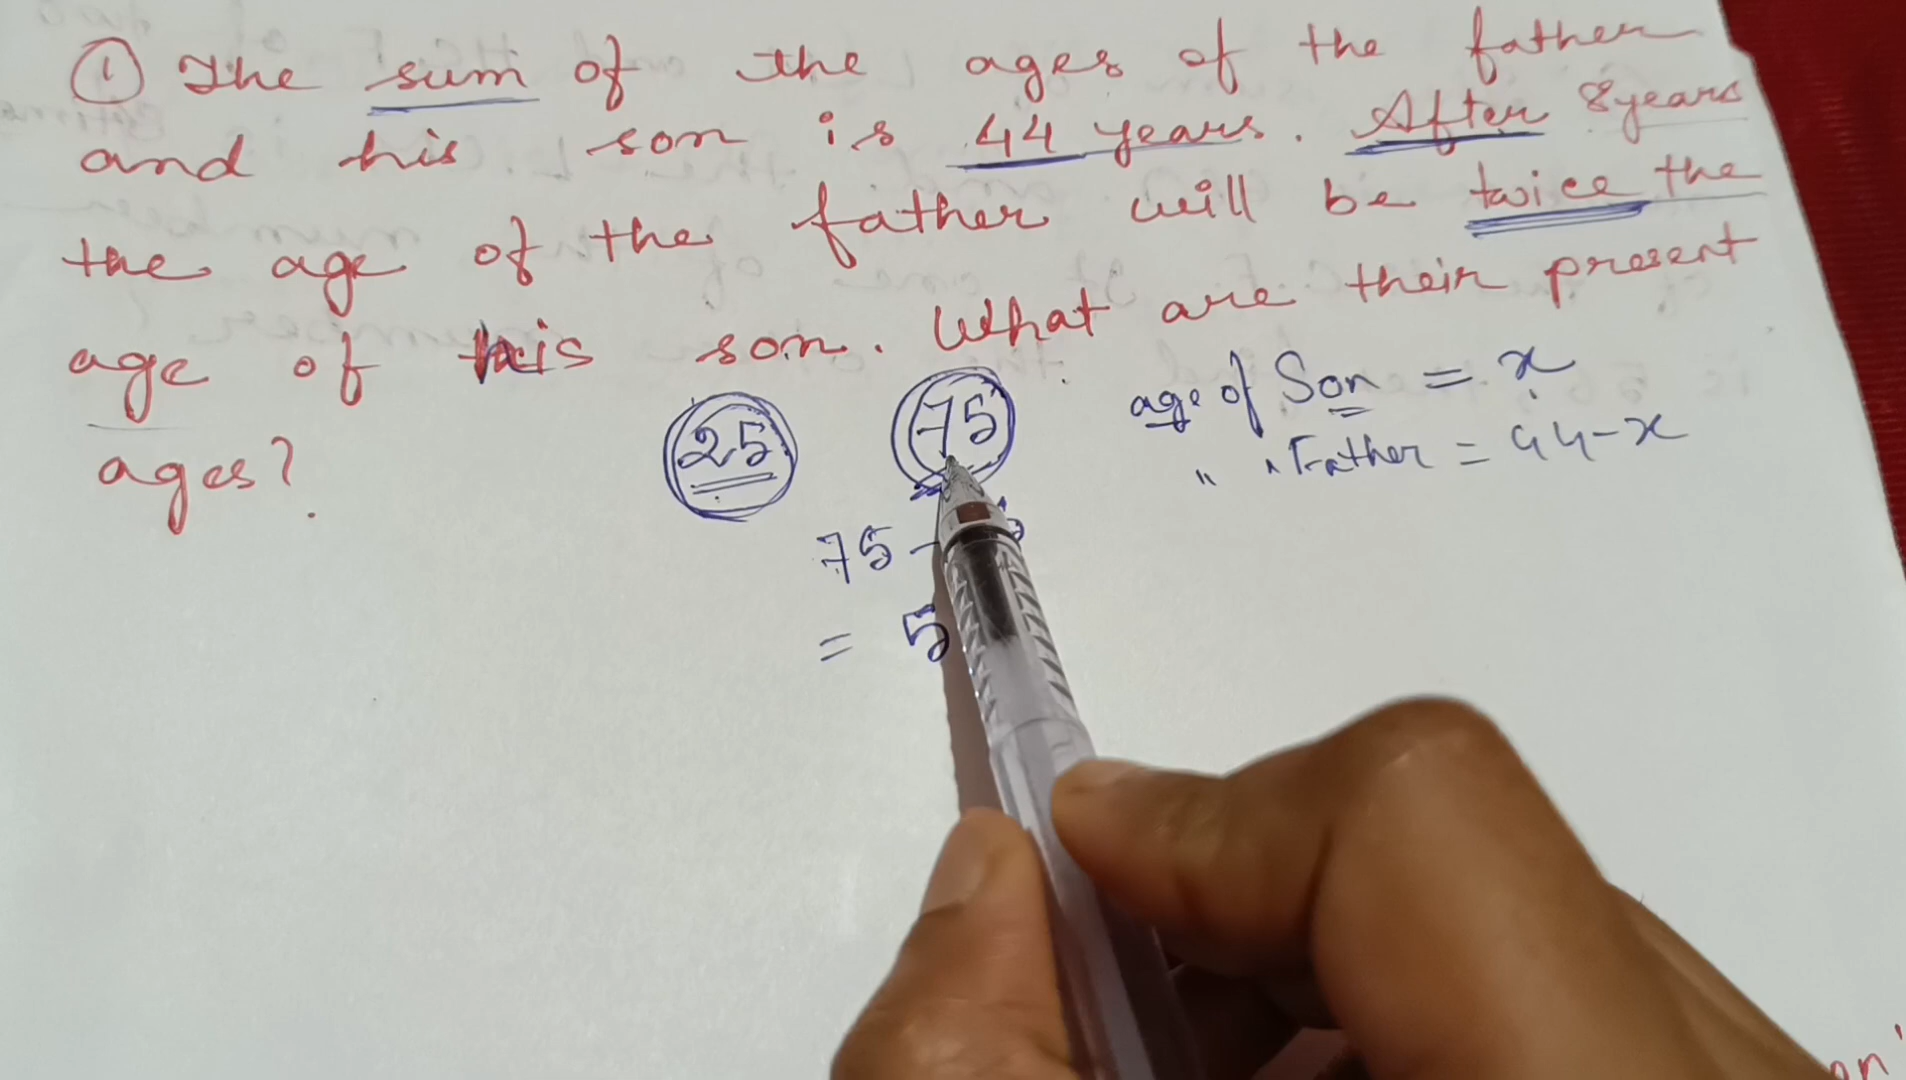 ① The sum of the ages of the father
and his son is 44 years. After 8 years
the age of the father will be twice the
age of his son. What are their present
ages?
25 75
age of Son = x
" " Father = 44-x
75 -
= 5